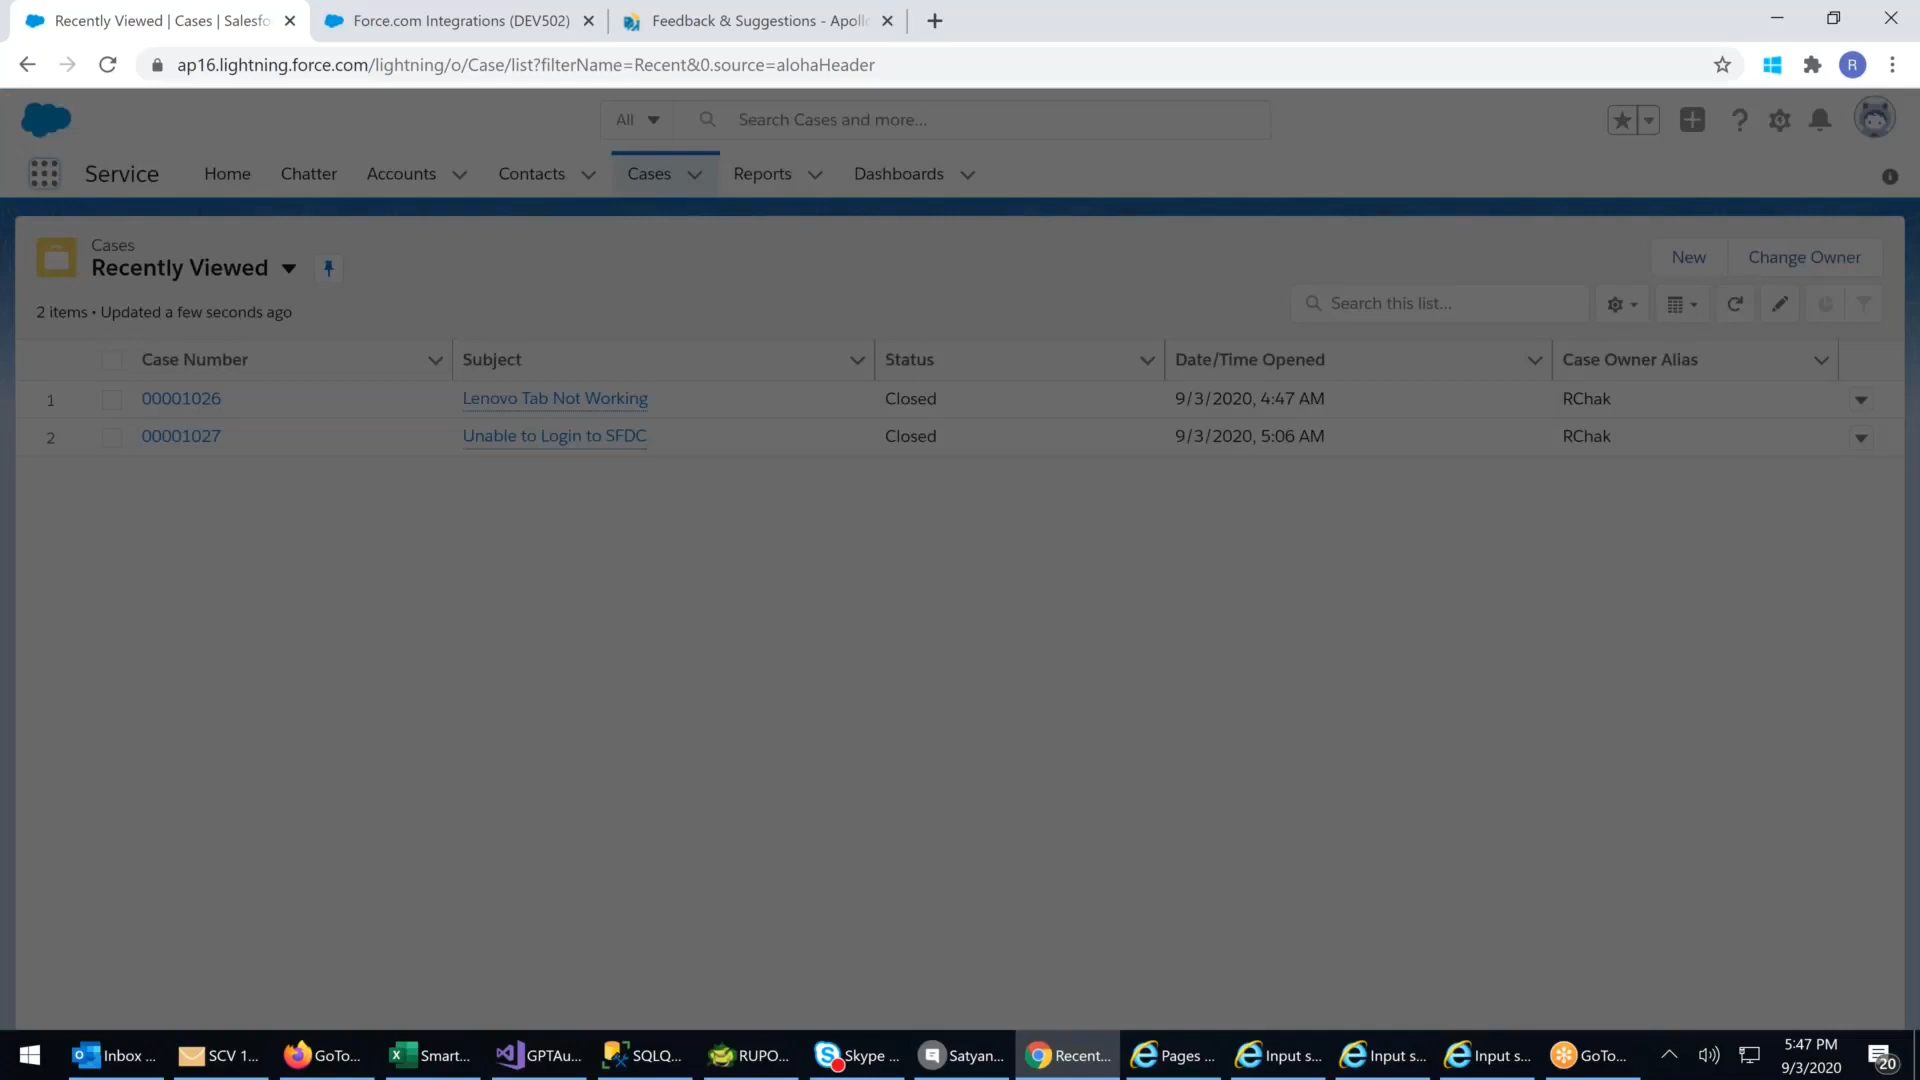 Recently Viewed | Cases | Salesfo
Force.com Integrations (DEV502)
Feedback & Suggestions - Apoll
ap16.lightning.force.com/lightning/o/Case/list?filterName=Recent&0.source=alohaHeader
R
All
Search Cases and more...
Service
Home
Chatter
Accounts
Contacts
Cases
Reports
Dashboards
Cases
Recently Viewed
New
Change Owner
2 items • Updated a few seconds ago
Search this list...
Case Number
Subject
Status
Date/Time Opened
Case Owner Alias
1
00001026
Lenovo Tab Not Working
Closed
9/3/2020, 4:47 AM
RChak
2
00001027
Unable to Login to SFDC
Closed
9/3/2020, 5:06 AM
RChak
Inbox ...
SCV 1...
GoTo...
Smart...
GPTAu...
SQLQ...
RUPO...
Skype ...
Satyan...
Recent...
Pages ...
Input s...
Input s...
Input s...
GoTo...
5:47 PM
9/3/2020
20